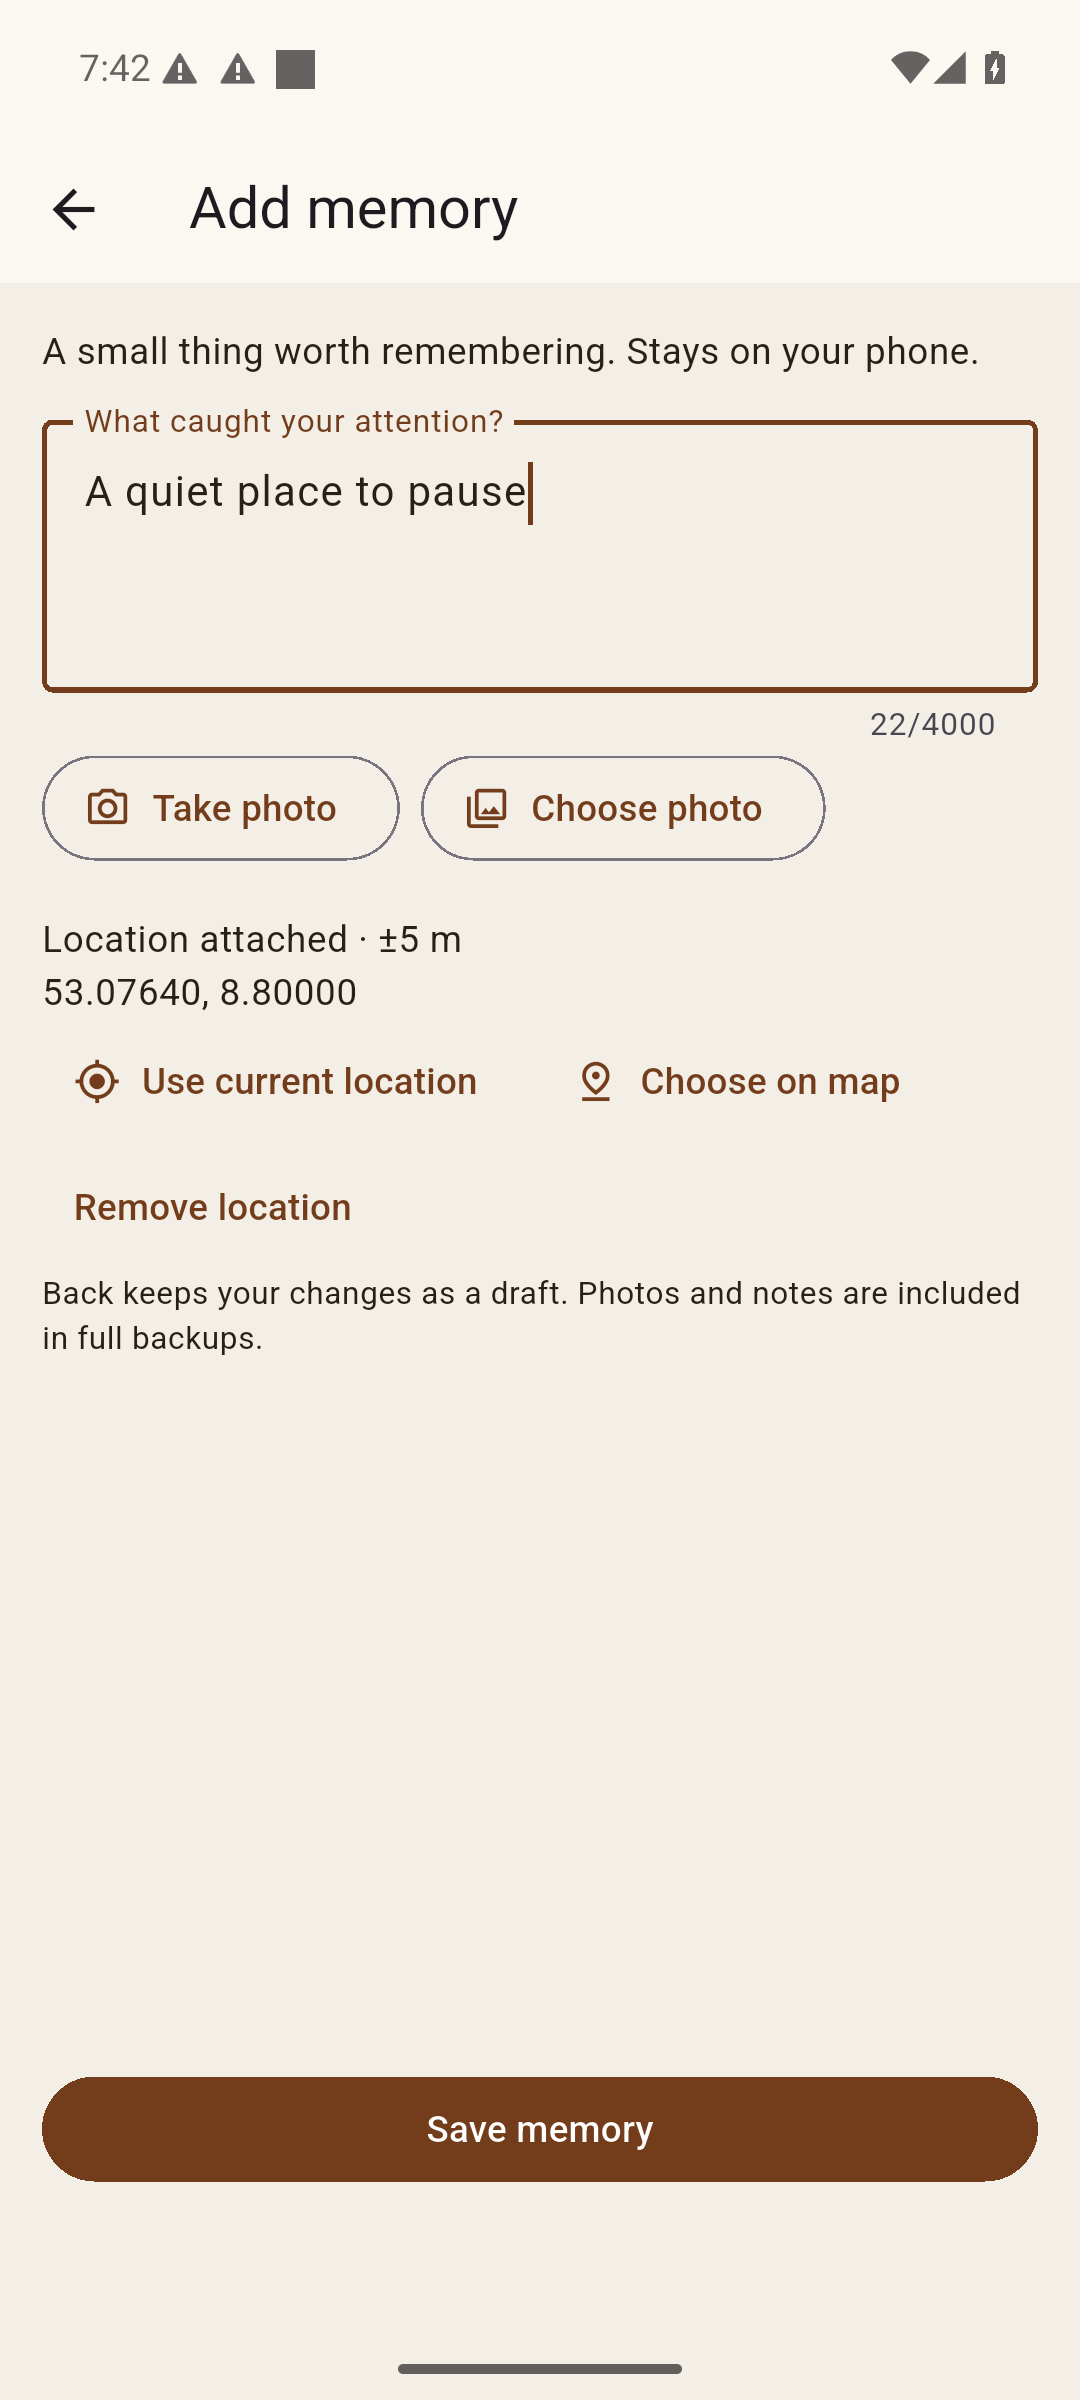 7:42
Add memory
A small thing worth remembering. Stays on your phone.
What caught your attention?
A quiet place to pause
22/4000
Take photo
Choose photo
Location attached · ±5 m
53.07640, 8.80000
Use current location
Choose on map
Remove location
Back keeps your changes as a draft. Photos and notes are included
in full backups.
Save memory